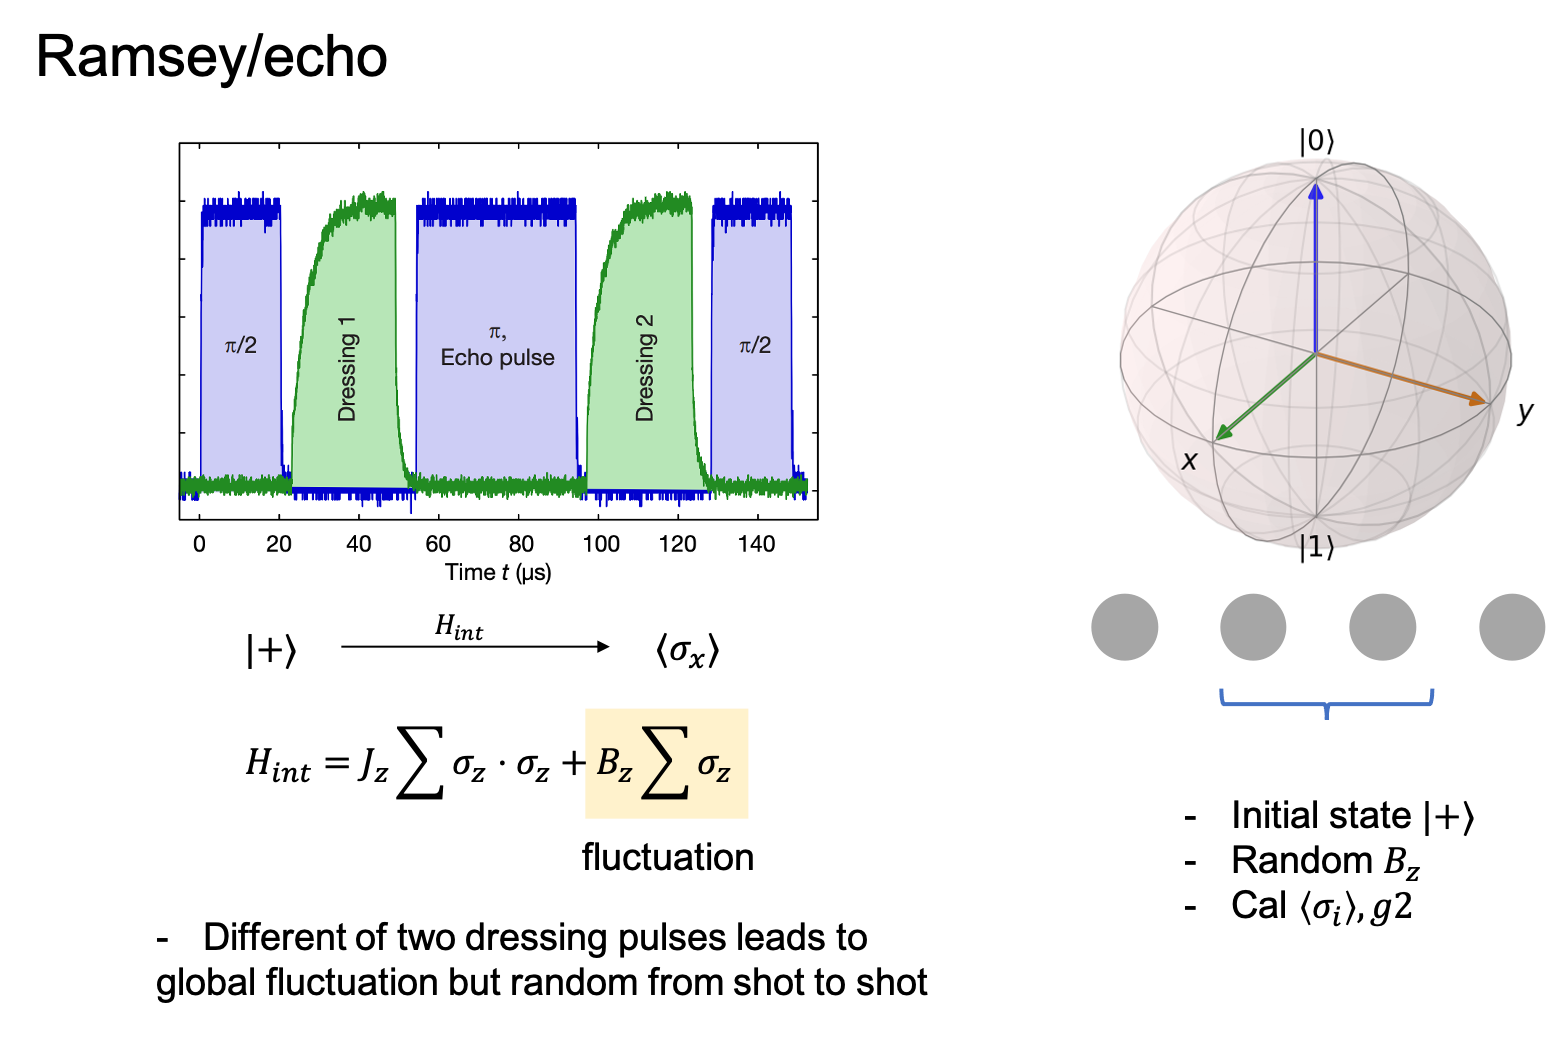 Ramsey/echo
π/2
Dressing 1
π,
Echo pulse
Dressing 2
π/2
0 20 40 60 80 100 120 140
Time t (µs)
|+⟩ H_int ⟨σ_x⟩
H_int = J_z ∑ σ_z · σ_z + B_z ∑ σ_z
fluctuation
- Different of two dressing pulses leads to
global fluctuation but random from shot to shot
|0⟩
y
x
|1⟩
- Initial state |+⟩
- Random B_z
- Cal ⟨σ_i⟩, g2